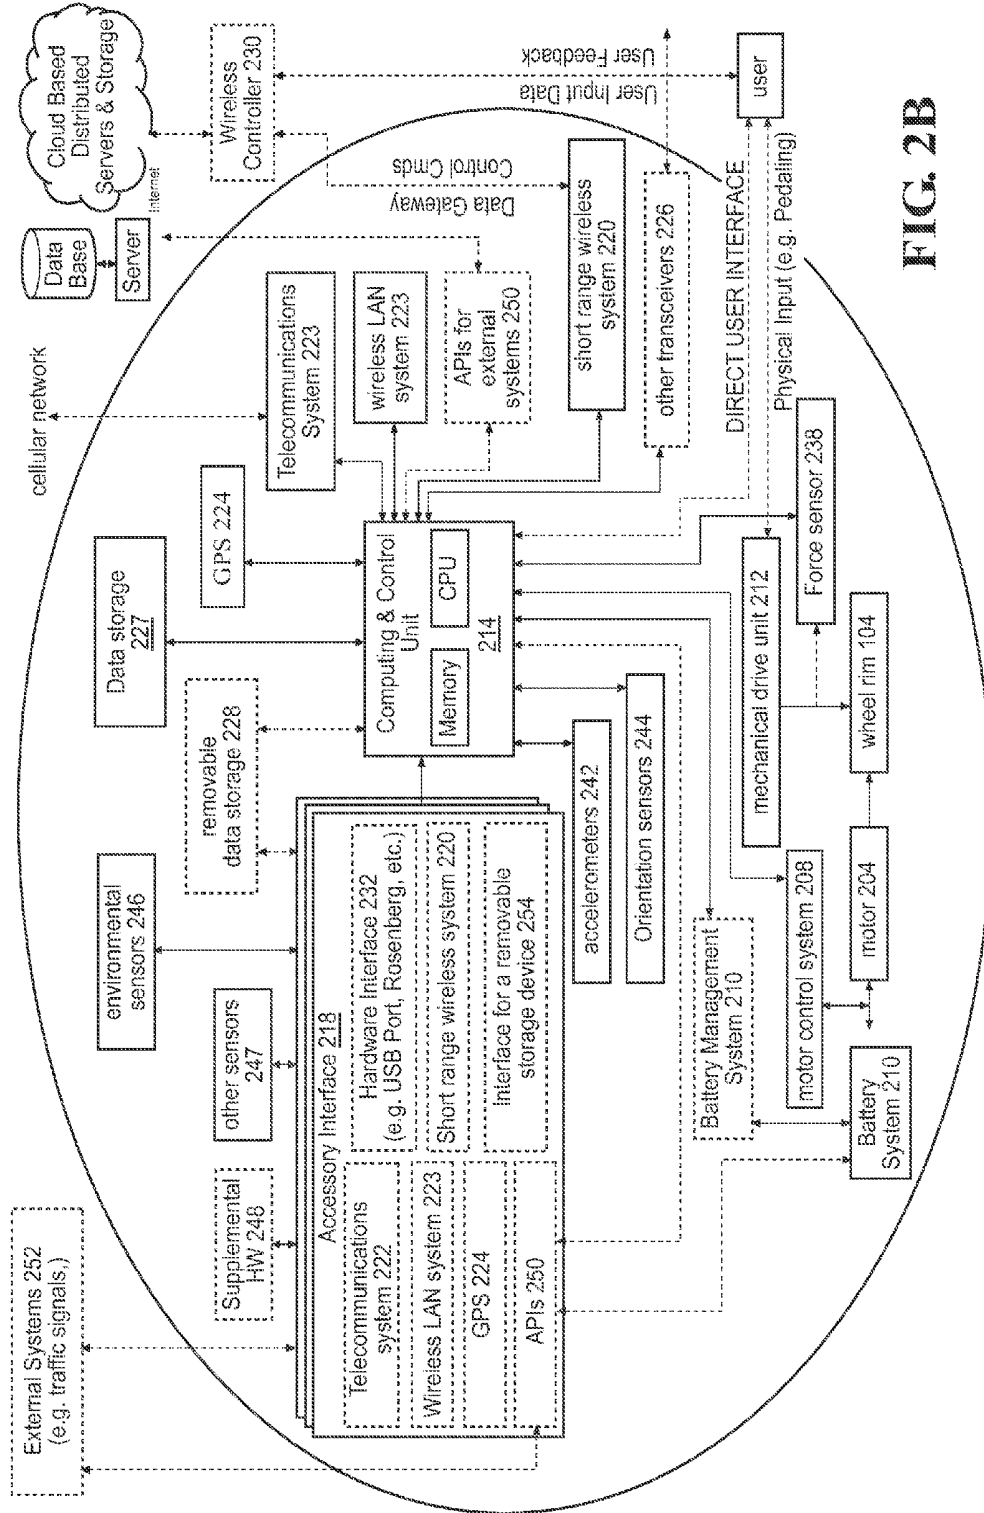 External Systems 252
(e.g. traffic signals,)
cellular network
Data
Base
Server
Internet
Cloud Based
Distributed
Servers & Storage
Supplemental
HW 248
other sensors
247
environmental
sensors 246
removable
data storage 228
Data storage
227
GPS 224
Telecommunications
System 223
wireless LAN
system 223
APIs for
external
systems 250
Wireless
Controller 230
Data Gateway
Control Cmds
User Input Data
User Feedback
short range wireless
system 220
other transceivers 226
user
Accessory Interface 218
Telecommunications
system 222
Wireless LAN system 223
GPS 224
APIs 250
Hardware Interface 232
(e.g. USB Port, Rosenberg, etc.)
Short range wireless system 220
Interface for a removable
storage device 254
Computing & Control
Unit
214
Memory
CPU
accelerometers 242
Orientation sensors 244
DIRECT USER INTERFACE
Physical Input (e.g. Pedaling)
Battery Management
System 210
mechanical drive unit 212
Force sensor 238
motor control system 208
Battery
System 210
motor 204
wheel rim 104
FIG. 2B